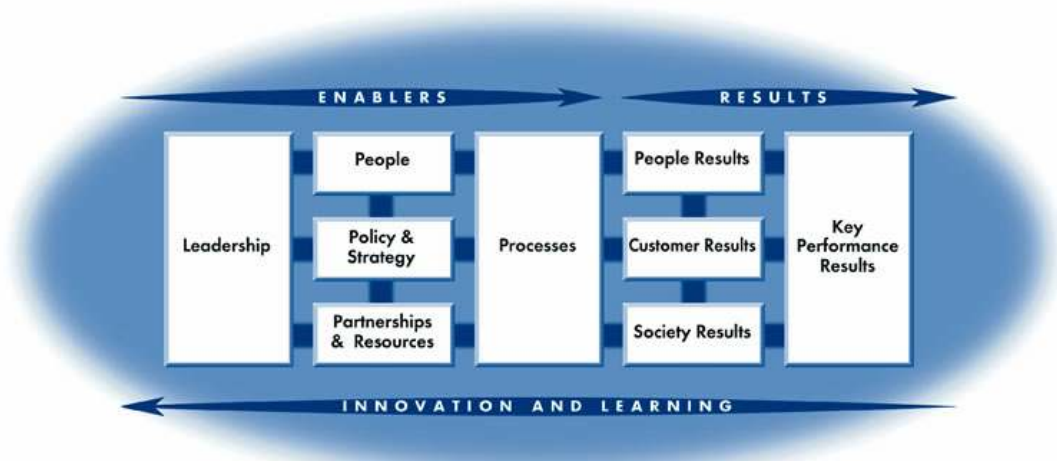 ENABLERS
RESULTS
Leadership
People
Policy &
Strategy
Partnerships
& Resources
Processes
People Results
Customer Results
Society Results
Key
Performance
Results
INNOVATION AND LEARNING